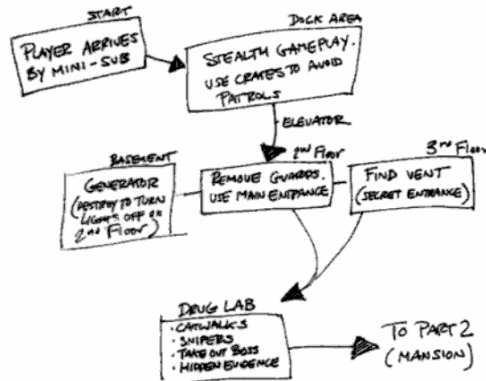 START
PLAYER ARRIVES
BY MINI-SUB
DOCK AREA
STEALTH GAMEPLAY.
USE CRATES TO AVOID
PATROLS
ELEVATOR
BASEMENT
GENERATOR
(DESTROY TO TURN
LIGHTS OFF ON
2ND FLOOR)
2ND FLOOR
REMOVE GUARDS.
USE MAIN ENTRANCE
3RD FLOOR
FIND VENT
(SECRET ENTRANCE)
DRUG LAB
· CATWALKS
· SNIPERS
· TAKE OUT BOSS
· HIDDEN EVIDENCE
TO PART 2
(MANSION)